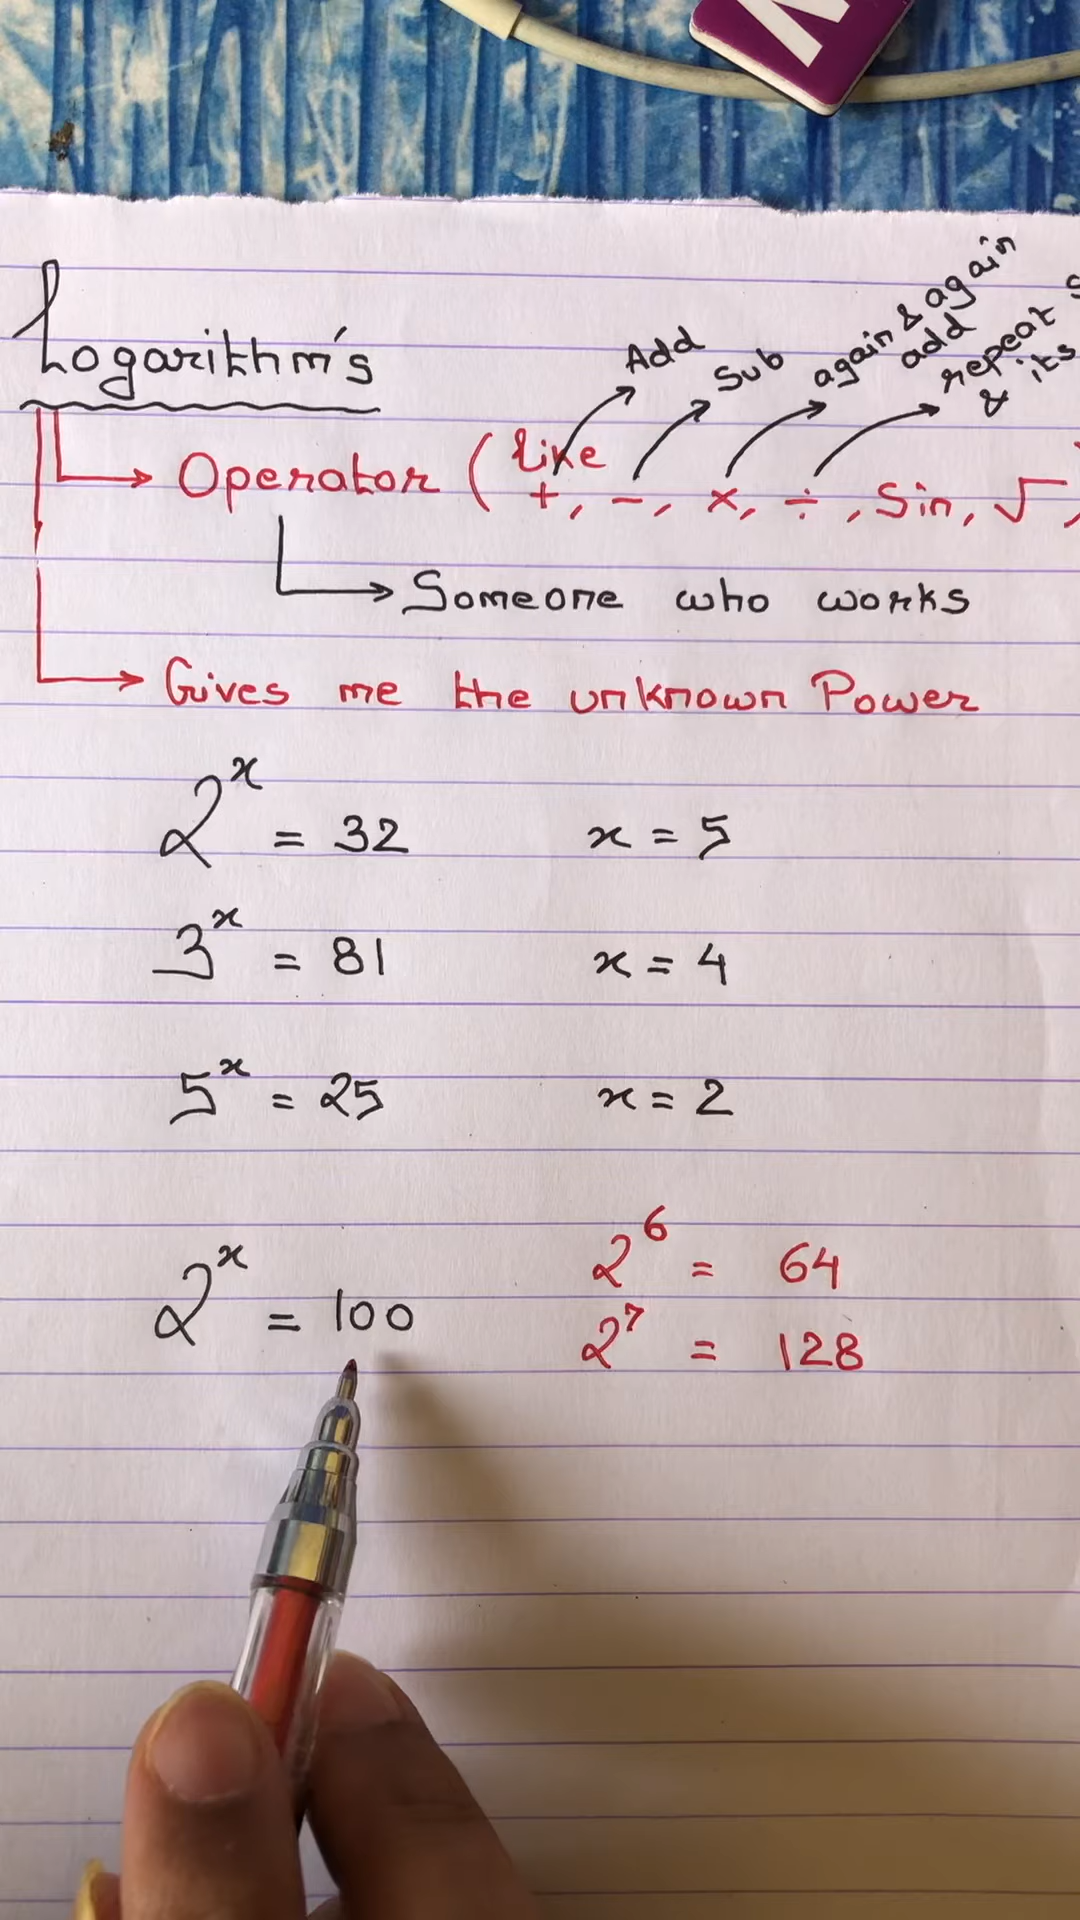 Logarithm's
Operator ( like
+, -, ×, ÷, Sin, √ )
Add
Sub
again & again
add
repeat
& its
Someone who works
Gives me the unknown Power
2^x = 32 x = 5
3^x = 81 x = 4
5^x = 25 x = 2
2^x = 100 2^6 = 64
2^7 = 128